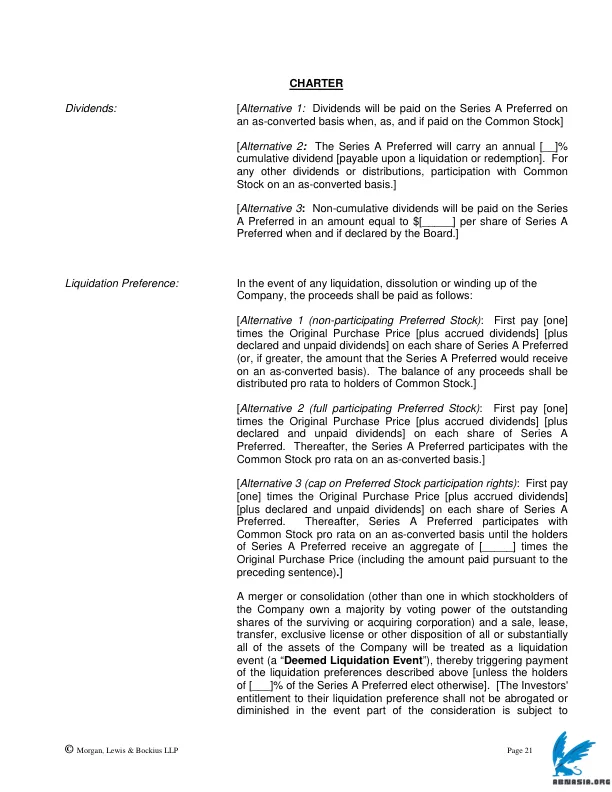 CHARTER
Dividends:
[Alternative 1:  Dividends will be paid on the Series A Preferred on
an as-converted basis when, as, and if paid on the Common Stock]
[Alternative 2:  The Series A Preferred will carry an annual [__]%
cumulative dividend [payable upon a liquidation or redemption].  For
any other dividends or distributions, participation with Common
Stock on an as-converted basis.]
[Alternative 3:  Non-cumulative dividends will be paid on the Series
A Preferred in an amount equal to $[_____] per share of Series A
Preferred when and if declared by the Board.]
Liquidation Preference:
In the event of any liquidation, dissolution or winding up of the
Company, the proceeds shall be paid as follows:
[Alternative 1 (non-participating Preferred Stock):  First pay [one]
times the Original Purchase Price [plus accrued dividends] [plus
declared and unpaid dividends] on each share of Series A Preferred
(or, if greater, the amount that the Series A Preferred would receive
on an as-converted basis).  The balance of any proceeds shall be
distributed pro rata to holders of Common Stock.]
[Alternative 2 (full participating Preferred Stock):  First pay [one]
times the Original Purchase Price [plus accrued dividends] [plus
declared and unpaid dividends] on each share of Series A
Preferred.  Thereafter, the Series A Preferred participates with the
Common Stock pro rata on an as-converted basis.]
[Alternative 3 (cap on Preferred Stock participation rights):  First pay
[one] times the Original Purchase Price [plus accrued dividends]
[plus declared and unpaid dividends] on each share of Series A
Preferred.  Thereafter, Series A Preferred participates with
Common Stock pro rata on an as-converted basis until the holders
of Series A Preferred receive an aggregate of [_____] times the
Original Purchase Price (including the amount paid pursuant to the
preceding sentence).]
A merger or consolidation (other than one in which stockholders of
the Company own a majority by voting power of the outstanding
shares of the surviving or acquiring corporation) and a sale, lease,
transfer, exclusive license or other disposition of all or substantially
all of the assets of the Company will be treated as a liquidation
event (a “Deemed Liquidation Event”), thereby triggering payment
of the liquidation preferences described above [unless the holders
of [___]% of the Series A Preferred elect otherwise].  [The Investors'
entitlement to their liquidation preference shall not be abrogated or
diminished in the event part of the consideration is subject to
© Morgan, Lewis & Bockius LLP
Page 21
ABNASIA.ORG